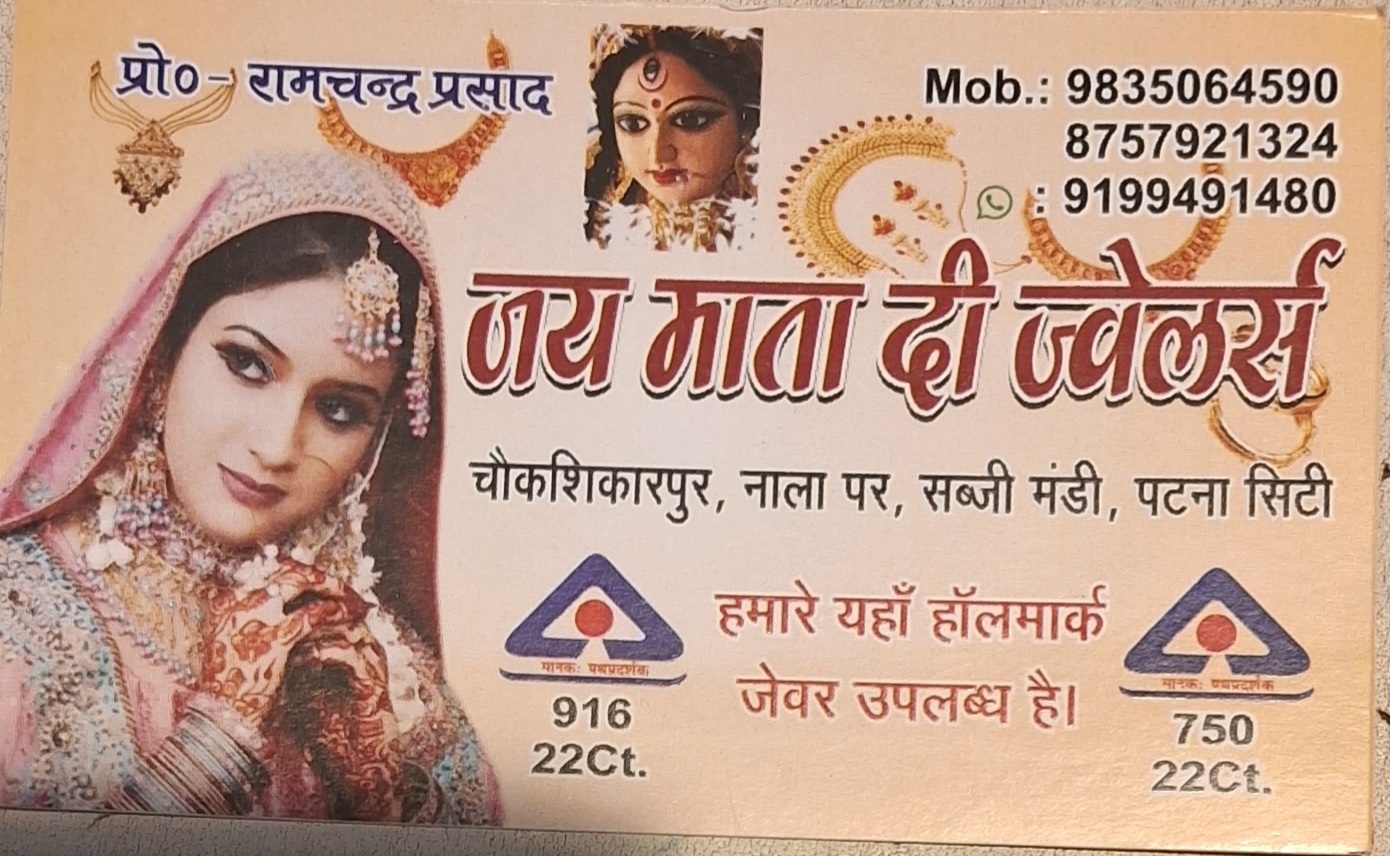 प्रो०- रामचन्द्र प्रसाद
Mob.: 9835064590
8757921324
: 9199491480
जय माता दी ज्वेलर्स
चौकशिकारपुर, नाला पर, सब्जी मंडी, पटना सिटी
मानकः पथप्रदर्शकः
916
22Ct.
हमारे यहाँ हॉलमार्क
जेवर उपलब्ध है।
मानकः पथप्रदर्शकः
750
22Ct.